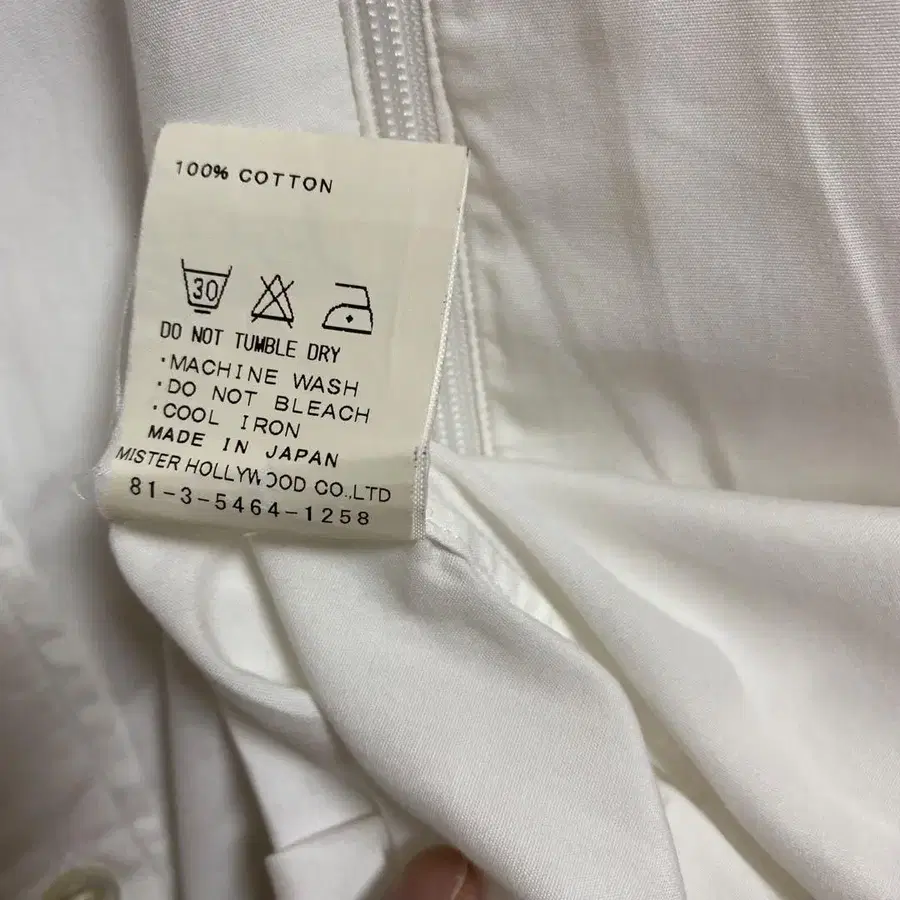 100% COTTON
30
DO NOT TUMBLE DRY
·MACHINE WASH
·DO NOT BLEACH
·COOL IRON
MADE IN JAPAN
MISTER HOLLYWOOD CO.,LTD
81-3-5464-1258